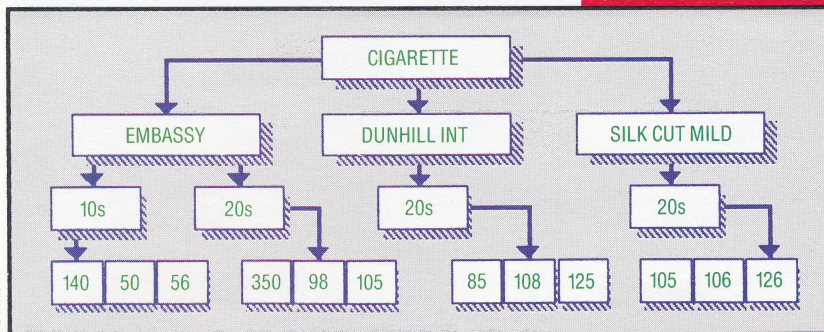 CIGARETTE
EMBASSY DUNHILL INT SILK CUT MILD
10s 20s 20s 20s
140 50 56 350 98 105 85 108 125 105 106 126